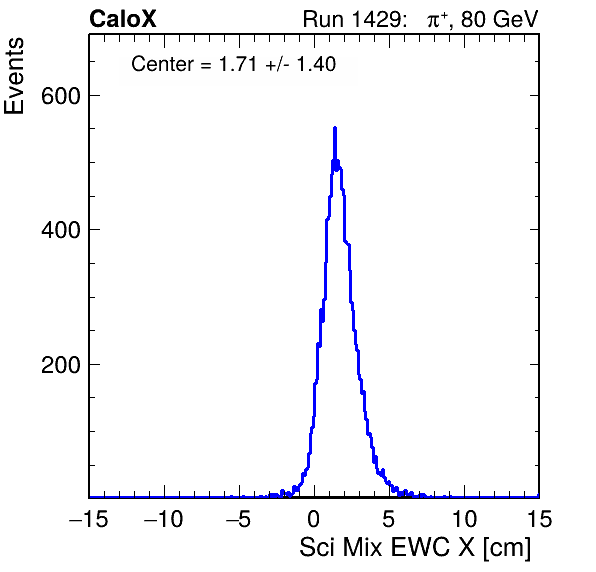 CaloX Run 1429: π⁺, 80 GeV
Center = 1.71 +/- 1.40
Events
600
400
200
−15 −10 −5 0 5 10 15
Sci Mix EWC X [cm]